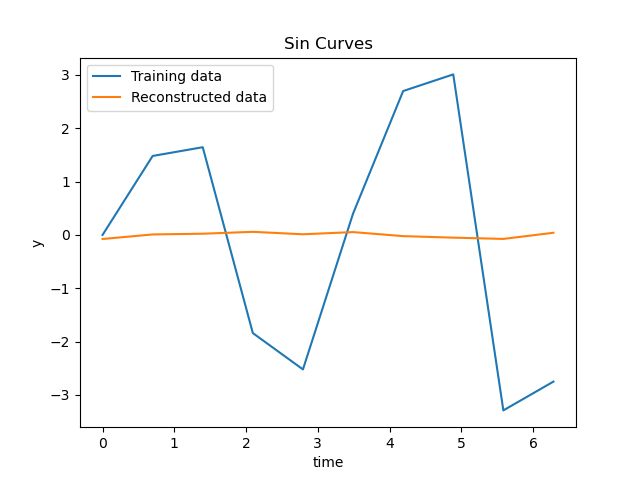 Sin Curves
Training data
Reconstructed data
3
2
1
0
−1
−2
−3
y
0 1 2 3 4 5 6
time